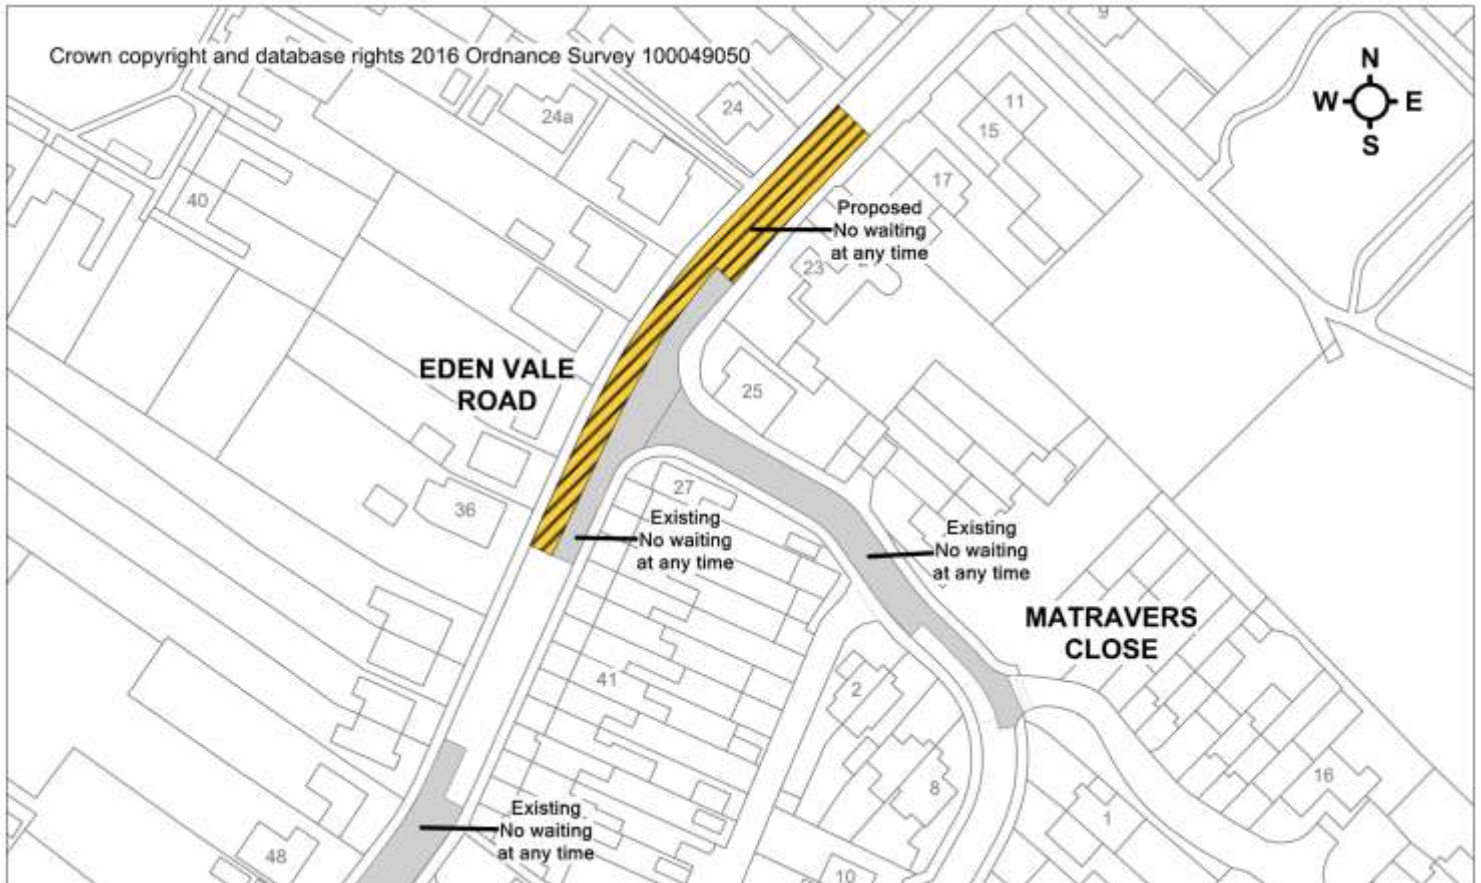 9
Crown copyright and database rights 2016 Ordnance Survey 100049050
N
W E
S
24a
24
11
15
17
40
Proposed
No waiting
at any time
23
EDEN VALE
ROAD
25
36
27
Existing
No waiting
at any time
Existing
No waiting
at any time
MATRAVERS
CLOSE
41
2
8
16
1
Existing
No waiting
at any time
48
10